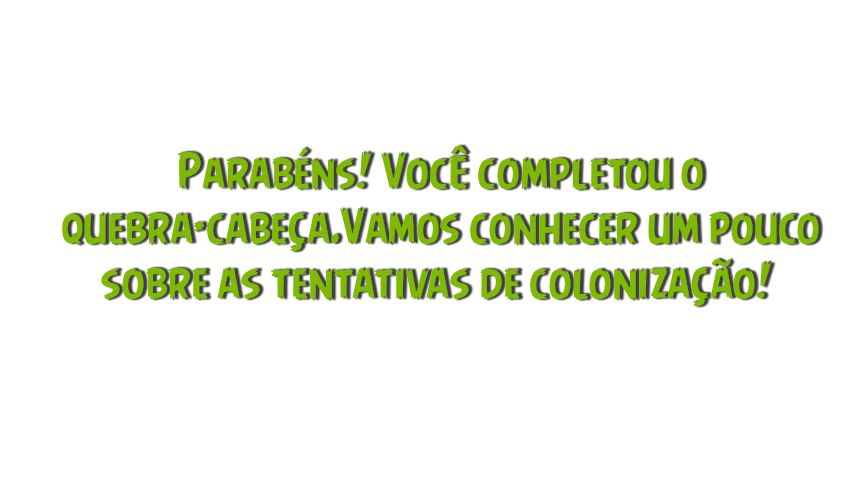 Parabéns! Você completou o
quebra-cabeça.Vamos conhecer um pouco
sobre as tentativas de colonização!